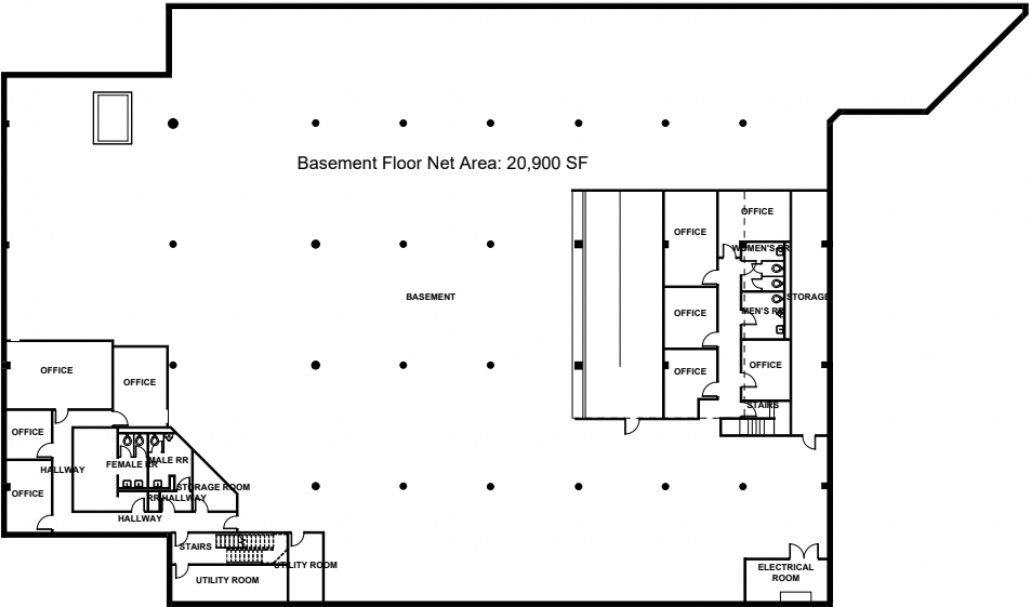 Basement Floor Net Area: 20,900 SF
OFFICE
OFFICE
WOMEN'S RR
BASEMENT
STORAGE
OFFICE
MEN'S RR
OFFICE
OFFICE
OFFICE
OFFICE
STAIRS
OFFICE
FEMALE RR
MALE RR
HALLWAY
STORAGE ROOM
OFFICE
RR HALLWAY
HALLWAY
STAIRS
UTILITY ROOM
UTILITY ROOM
ELECTRICAL
ROOM